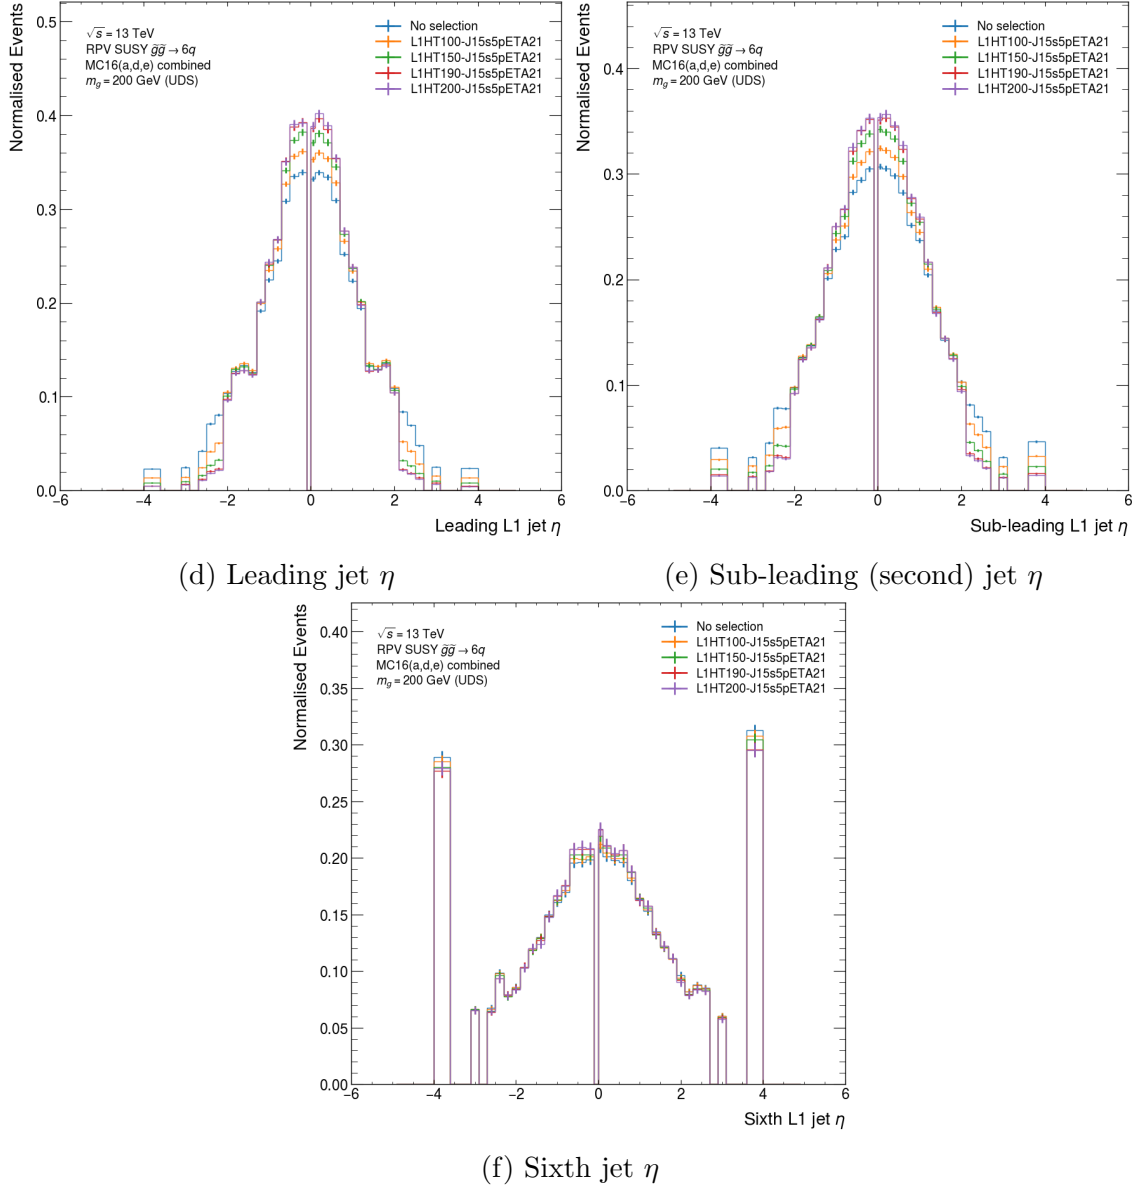 Normalised Events
0.5
0.4
0.3
0.2
0.1
0.0
√s = 13 TeV
RPV SUSY g̃g̃ → 6q
MC16(a,d,e) combined
m_g = 200 GeV (UDS)
No selection
L1HT100-J15s5pETA21
L1HT150-J15s5pETA21
L1HT190-J15s5pETA21
L1HT200-J15s5pETA21
−6 −4 −2 0 2 4 6
Leading L1 jet η
(d) Leading jet η
Normalised Events
0.4
0.3
0.2
0.1
0.0
√s = 13 TeV
RPV SUSY g̃g̃ → 6q
MC16(a,d,e) combined
m_g = 200 GeV (UDS)
No selection
L1HT100-J15s5pETA21
L1HT150-J15s5pETA21
L1HT190-J15s5pETA21
L1HT200-J15s5pETA21
−6 −4 −2 0 2 4 6
Sub-leading L1 jet η
(e) Sub-leading (second) jet η
Normalised Events
0.40
0.35
0.30
0.25
0.20
0.15
0.10
0.05
0.00
√s = 13 TeV
RPV SUSY g̃g̃ → 6q
MC16(a,d,e) combined
m_g = 200 GeV (UDS)
No selection
L1HT100-J15s5pETA21
L1HT150-J15s5pETA21
L1HT190-J15s5pETA21
L1HT200-J15s5pETA21
−6 −4 −2 0 2 4 6
Sixth L1 jet η
(f) Sixth jet η